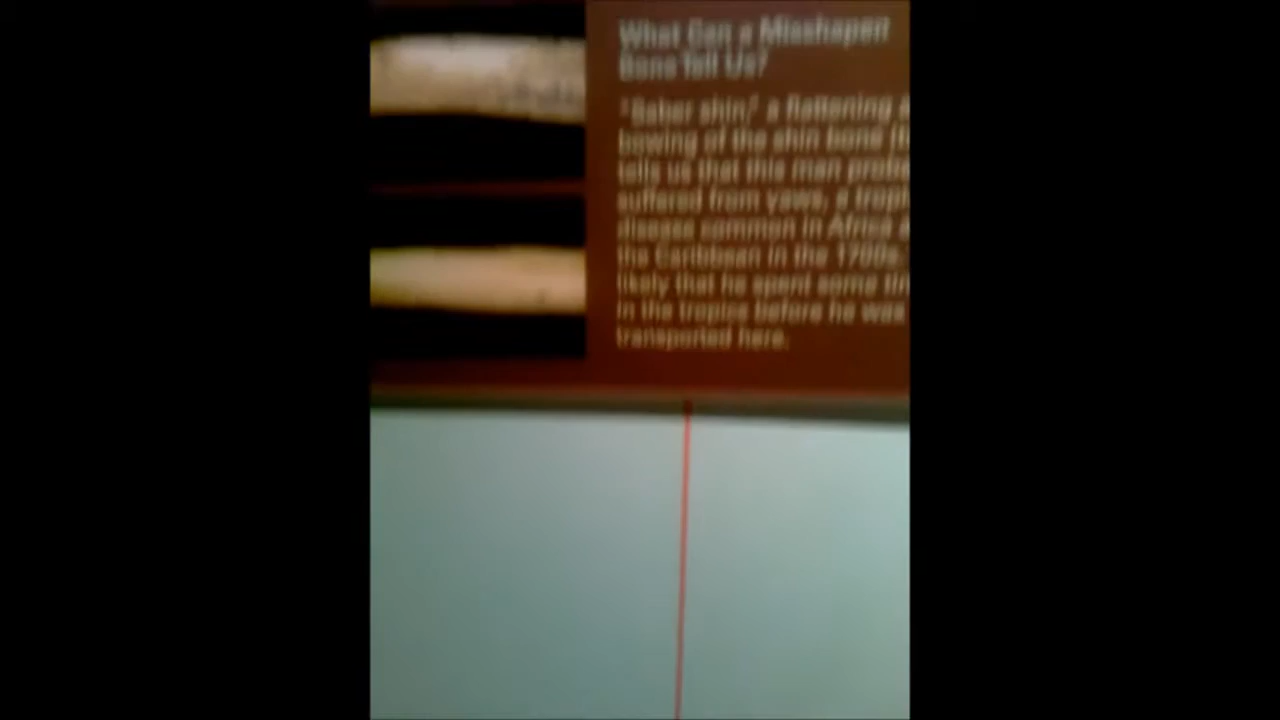 What Can a Misshapen
Bone Tell Us?
"Saber shin," a flattening
bowing of the shin bone
tells us that this man
suffered from yaws, a
disease common in Africa
the Caribbean in the 1700s.
likely that he spent some
in the tropics before he was
transported here.